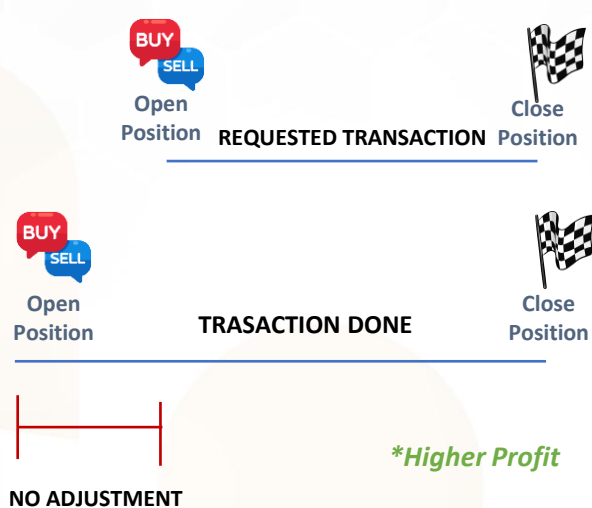 BUY
SELL
Open
Position
REQUESTED TRANSACTION
Close
Position
BUY
SELL
Open
Position
TRASACTION DONE
Close
Position
*Higher Profit
NO ADJUSTMENT